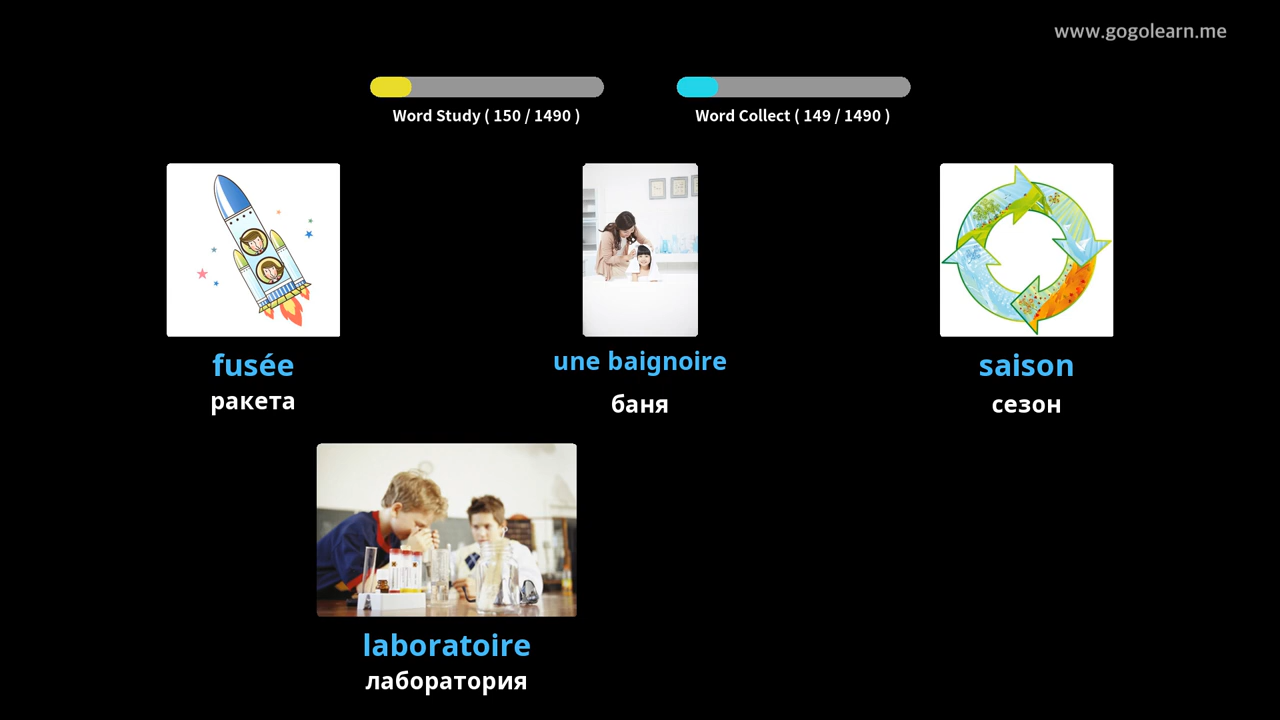 www.gogolearn.me
Word Study ( 150 / 1490 )
Word Collect ( 149 / 1490 )
fusée
ракета
une baignoire
баня
saison
сезон
laboratoire
лаборатория